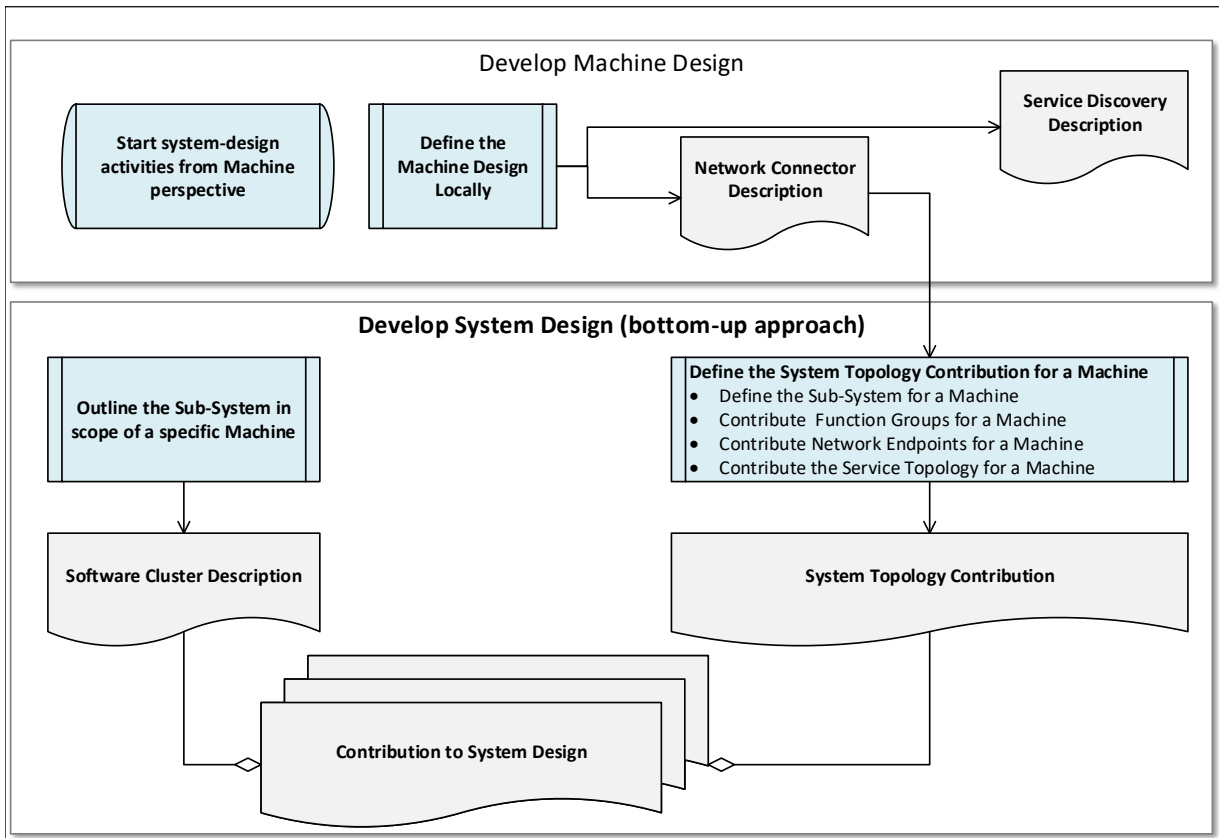 Develop Machine Design
Start system-design
activities from Machine
perspective
Define the
Machine Design
Locally
Network Connector
Description
Service Discovery
Description
Develop System Design (bottom-up approach)
Outline the Sub-System in
scope of a specific Machine
Define the System Topology Contribution for a Machine
• Define the Sub-System for a Machine
• Contribute Function Groups for a Machine
• Contribute Network Endpoints for a Machine
• Contribute the Service Topology for a Machine
Software Cluster Description
System Topology Contribution
Contribution to System Design